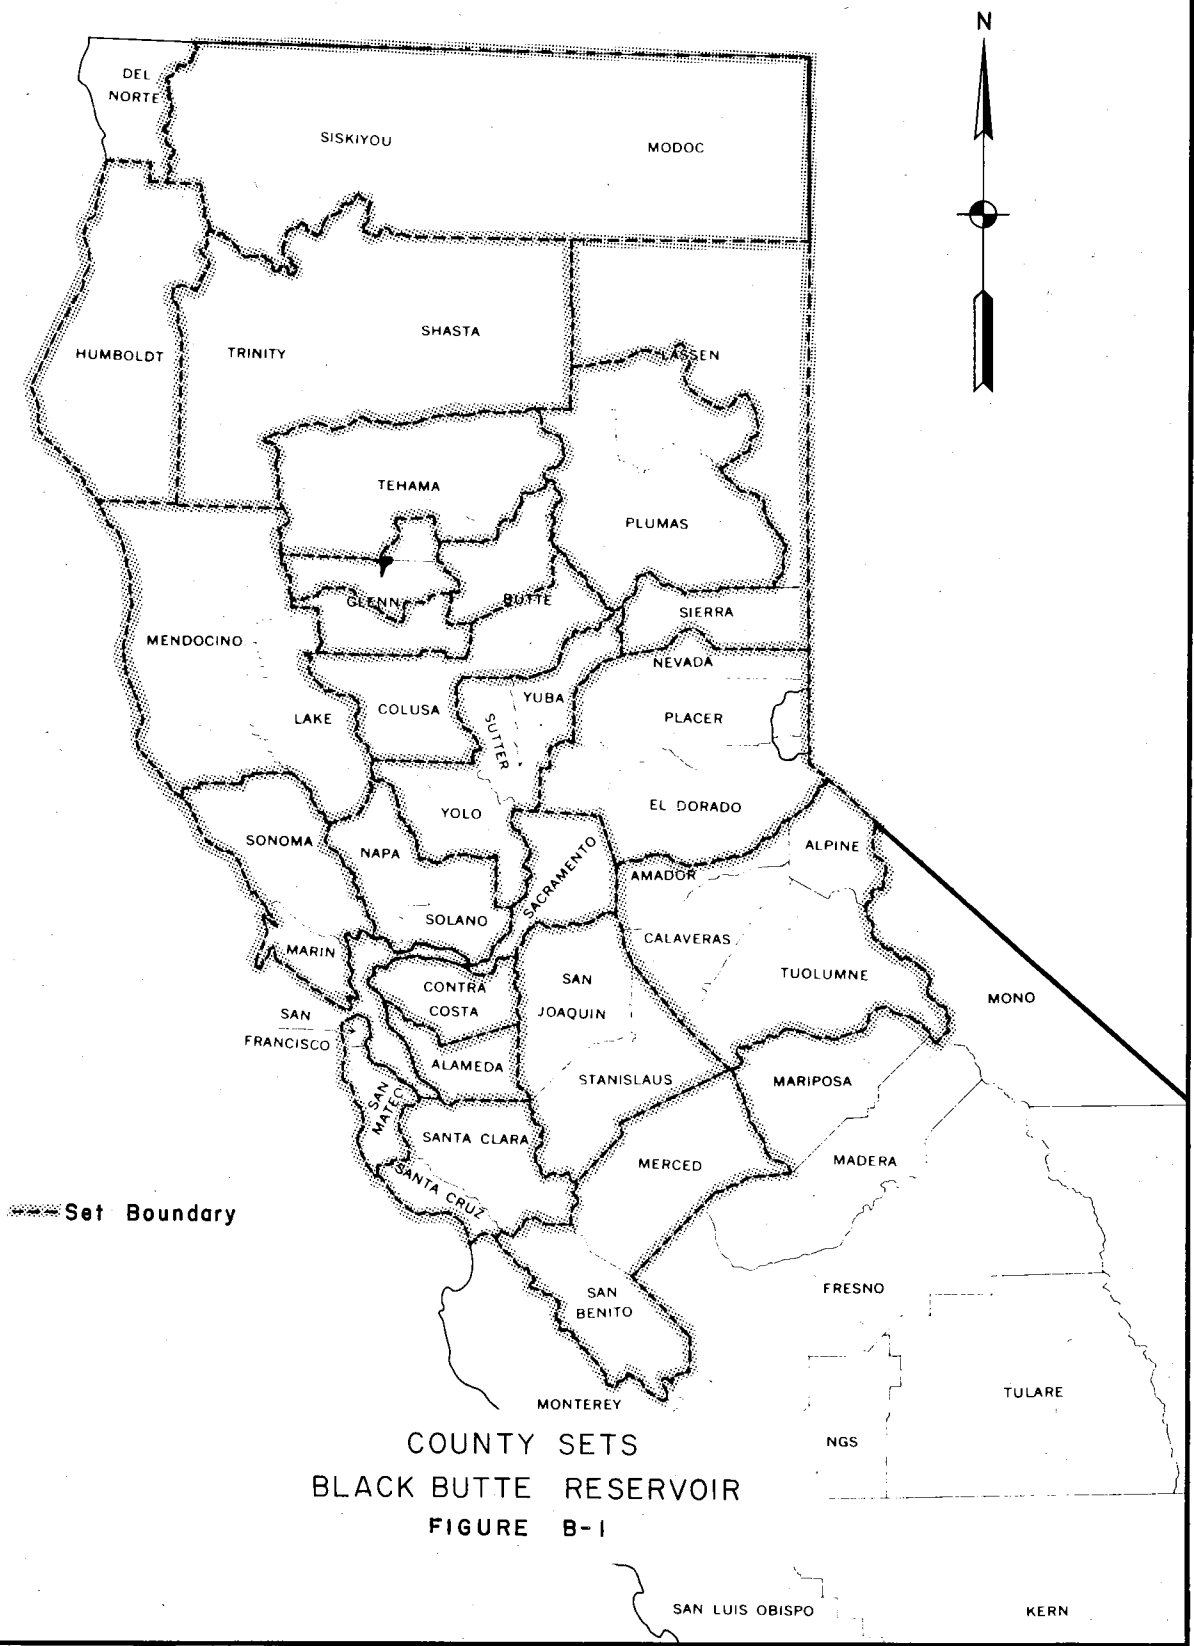 N
DEL
NORTE
SISKIYOU
MODOC
HUMBOLDT
TRINITY
SHASTA
LASSEN
TEHAMA
PLUMAS
GLENN
BUTTE
SIERRA
MENDOCINO
NEVADA
YUBA
COLUSA
LAKE
SUTTER
PLACER
YOLO
EL DORADO
SONOMA
NAPA
SACRAMENTO
ALPINE
AMADOR
SOLANO
CALAVERAS
MARIN
TUOLUMNE
CONTRA
COSTA
SAN
JOAQUIN
MONO
SAN
FRANCISCO
ALAMEDA
STANISLAUS
MARIPOSA
SAN
MATEO
SANTA CLARA
MERCED
MADERA
SANTA CRUZ
Set Boundary
SAN
BENITO
FRESNO
TULARE
MONTEREY
NGS
COUNTY SETS
BLACK BUTTE RESERVOIR
FIGURE B-1
SAN LUIS OBISPO
KERN